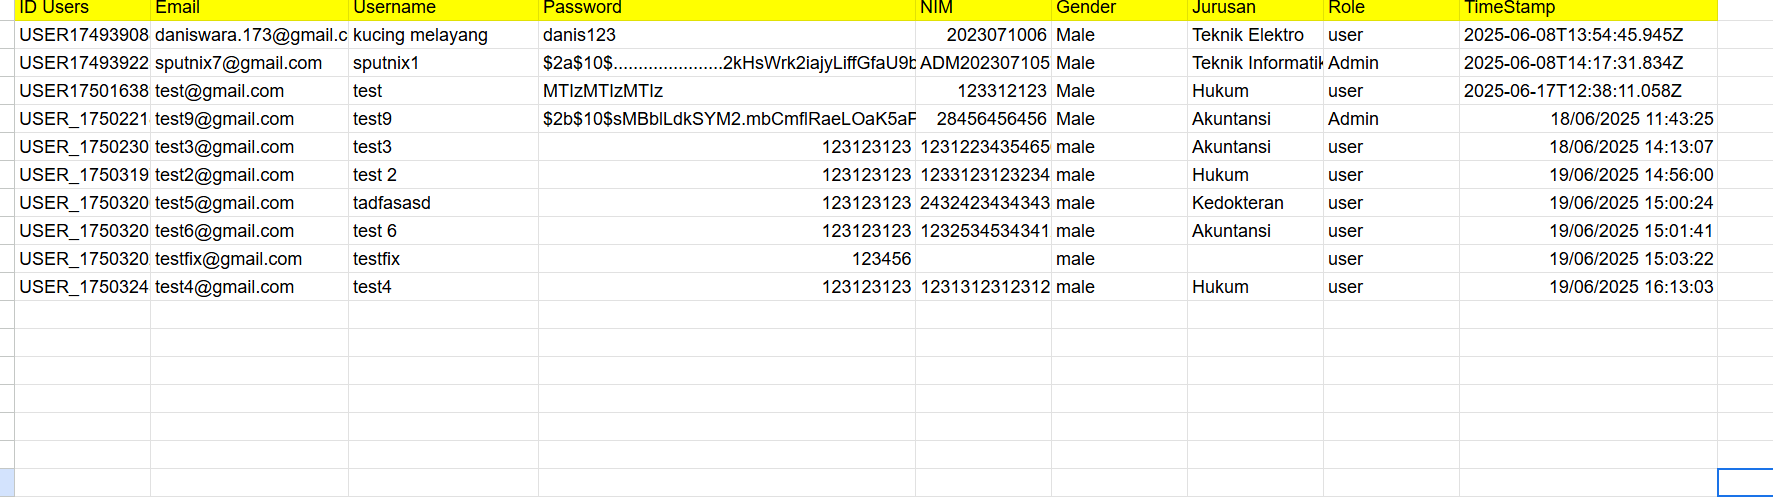 ID Users Email Username Password NIM Gender Jurusan Role TimeStamp
USER17493908 daniswara.173@gmail.c kucing melayang danis123 2023071006 Male Teknik Elektro user 2025-06-08T13:54:45.945Z
USER17493922 sputnix7@gmail.com sputnix1 $2a$10$......................2kHsWrk2iajyLiffGfaU9b ADM202307105 Male Teknik Informatik Admin 2025-06-08T14:17:31.834Z
USER17501638 test@gmail.com test MTIzMTIzMTIz 123312123 Male Hukum user 2025-06-17T12:38:11.058Z
USER_1750221 test9@gmail.com test9 $2b$10$sMBblLdkSYM2.mbCmflRaeLOaK5aF 28456456456 Male Akuntansi Admin 18/06/2025 11:43:25
USER_1750230 test3@gmail.com test3 123123123 1231223435465 male Akuntansi user 18/06/2025 14:13:07
USER_1750319 test2@gmail.com test 2 123123123 1233123123234 male Hukum user 19/06/2025 14:56:00
USER_1750320 test5@gmail.com tadfasasd 123123123 2432423434343 male Kedokteran user 19/06/2025 15:00:24
USER_1750320 test6@gmail.com test 6 123123123 1232534534341 male Akuntansi user 19/06/2025 15:01:41
USER_1750320 testfix@gmail.com testfix 123456 male user 19/06/2025 15:03:22
USER_1750324 test4@gmail.com test4 123123123 1231312312312 male Hukum user 19/06/2025 16:13:03